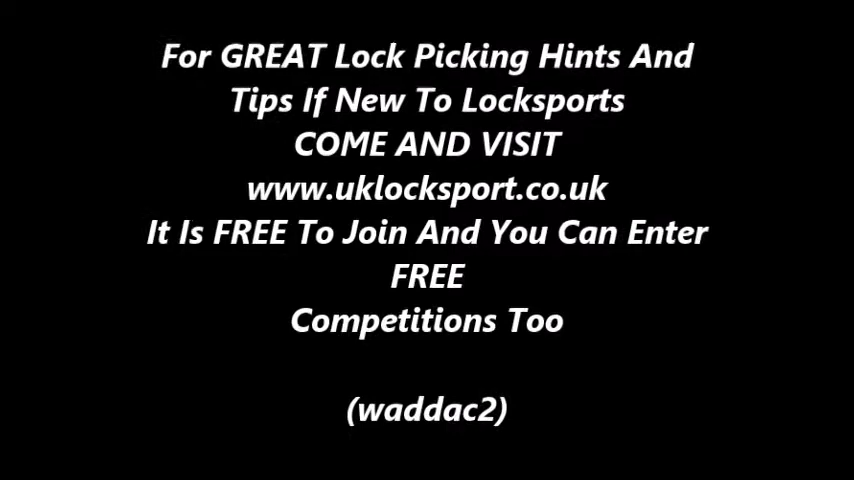 For GREAT Lock Picking Hints And
Tips If New To Locksports
COME AND VISIT
www.uklocksport.co.uk
It Is FREE To Join And You Can Enter
FREE
Competitions Too
(waddac2)